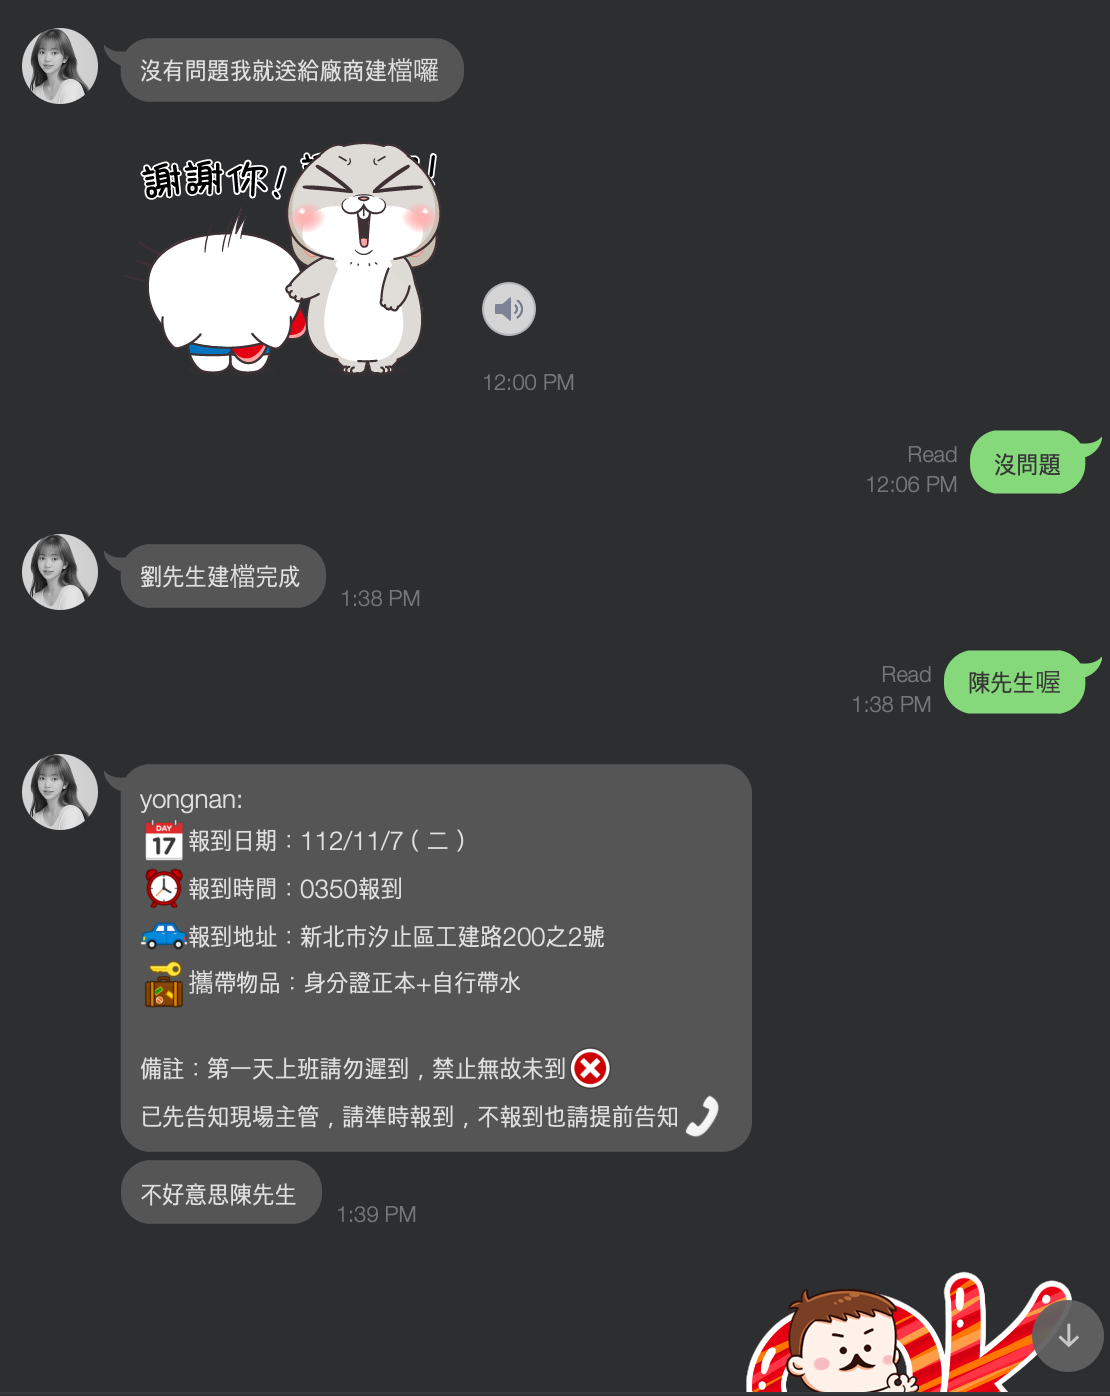 沒有問題我就送給廠商建檔囉
謝謝你!
12:00 PM
Read
12:06 PM
沒問題
劉先生建檔完成
1:38 PM
Read
1:38 PM
陳先生喔
yongnan:
DAY
17
報到日期：112/11/7（二）
報到時間：0350報到
報到地址：新北市汐止區工建路200之2號
攜帶物品：身分證正本+自行帶水
備註：第一天上班請勿遲到，禁止無故未到
已先告知現場主管，請準時報到，不報到也請提前告知
不好意思陳先生
1:39 PM
OK